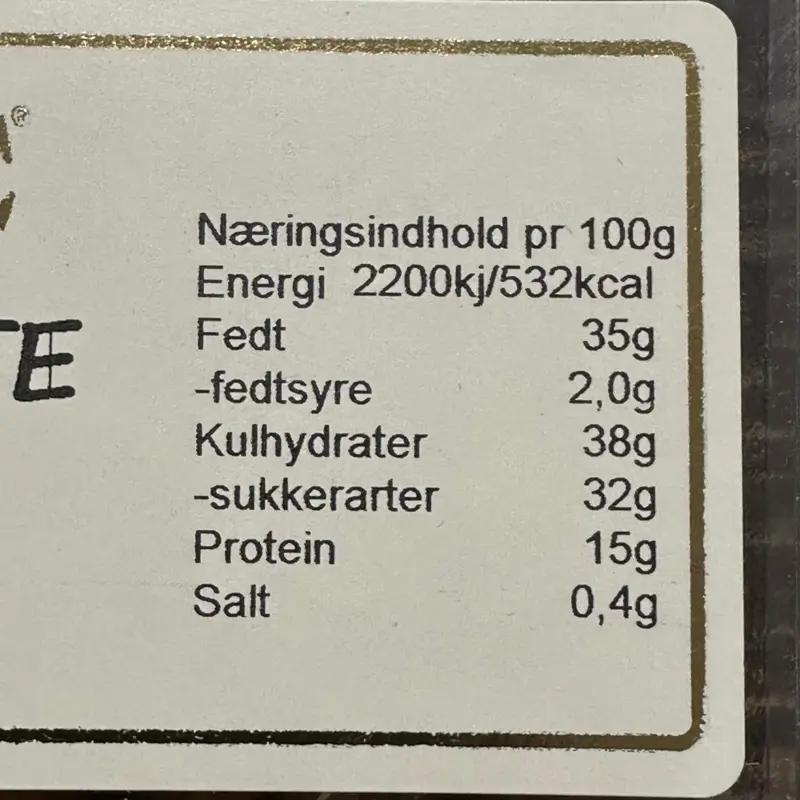 ®
TE
Næringsindhold pr 100g
Energi 2200kj/532kcal
Fedt 35g
-fedtsyre 2,0g
Kulhydrater 38g
-sukkerarter 32g
Protein 15g
Salt 0,4g